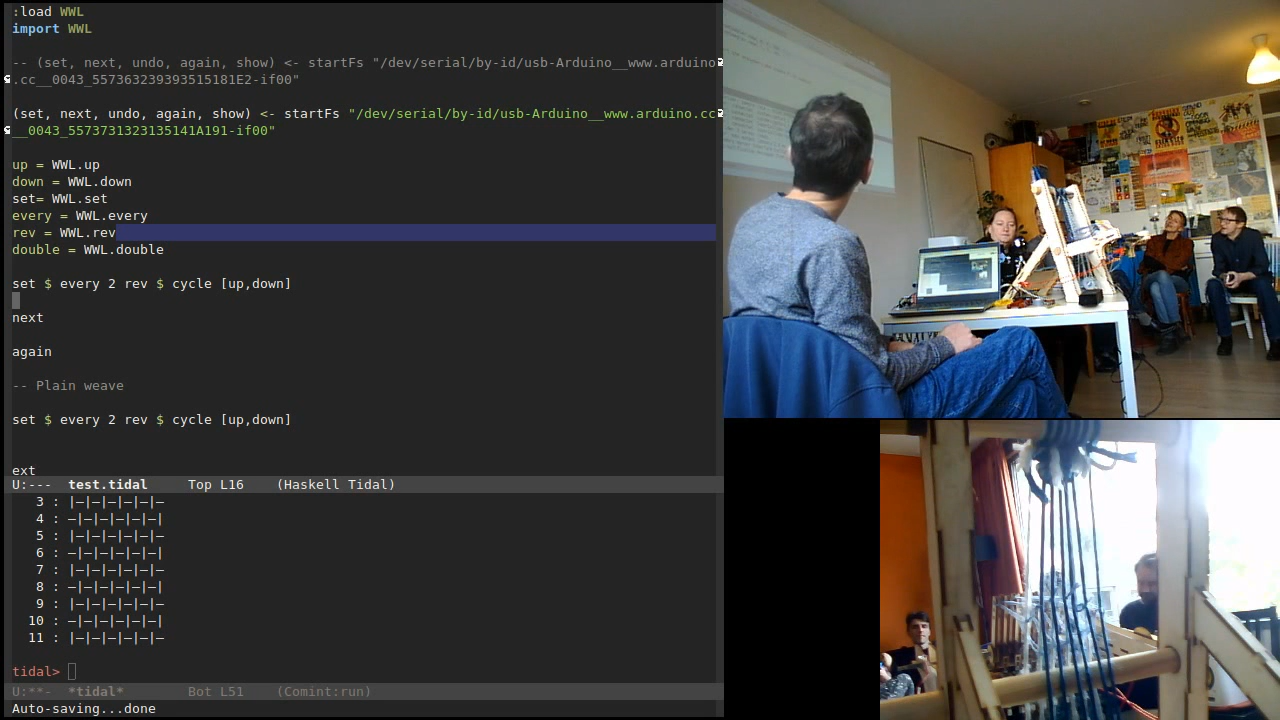 :load WWL
import WWL
-- (set, next, undo, again, show) <- startFs "/dev/serial/by-id/usb-Arduino__www.arduino
.cc__0043_557363239393515181E2-if00"
(set, next, undo, again, show) <- startFs "/dev/serial/by-id/usb-Arduino__www.arduino.cc
__0043_5573731323135141A191-if00"
up = WWL.up
down = WWL.down
set= WWL.set
every = WWL.every
rev = WWL.rev
double = WWL.double
set $ every 2 rev $ cycle [up,down]
next
again
-- Plain weave
set $ every 2 rev $ cycle [up,down]
ext
U:--- test.tidal Top L16 (Haskell Tidal)
3 : |—|—|—|—|—|—
4 : —|—|—|—|—|—|
5 : |—|—|—|—|—|—
6 : —|—|—|—|—|—|
7 : |—|—|—|—|—|—
8 : —|—|—|—|—|—|
9 : |—|—|—|—|—|—
10 : —|—|—|—|—|—|
11 : |—|—|—|—|—|—
tidal>
U:**- *tidal* Bot L51 (Comint:run)
Auto-saving...done